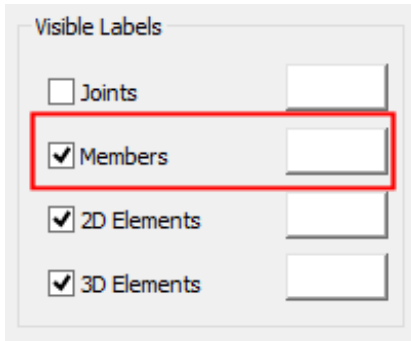 Visible Labels
Joints
Members
2D Elements
3D Elements